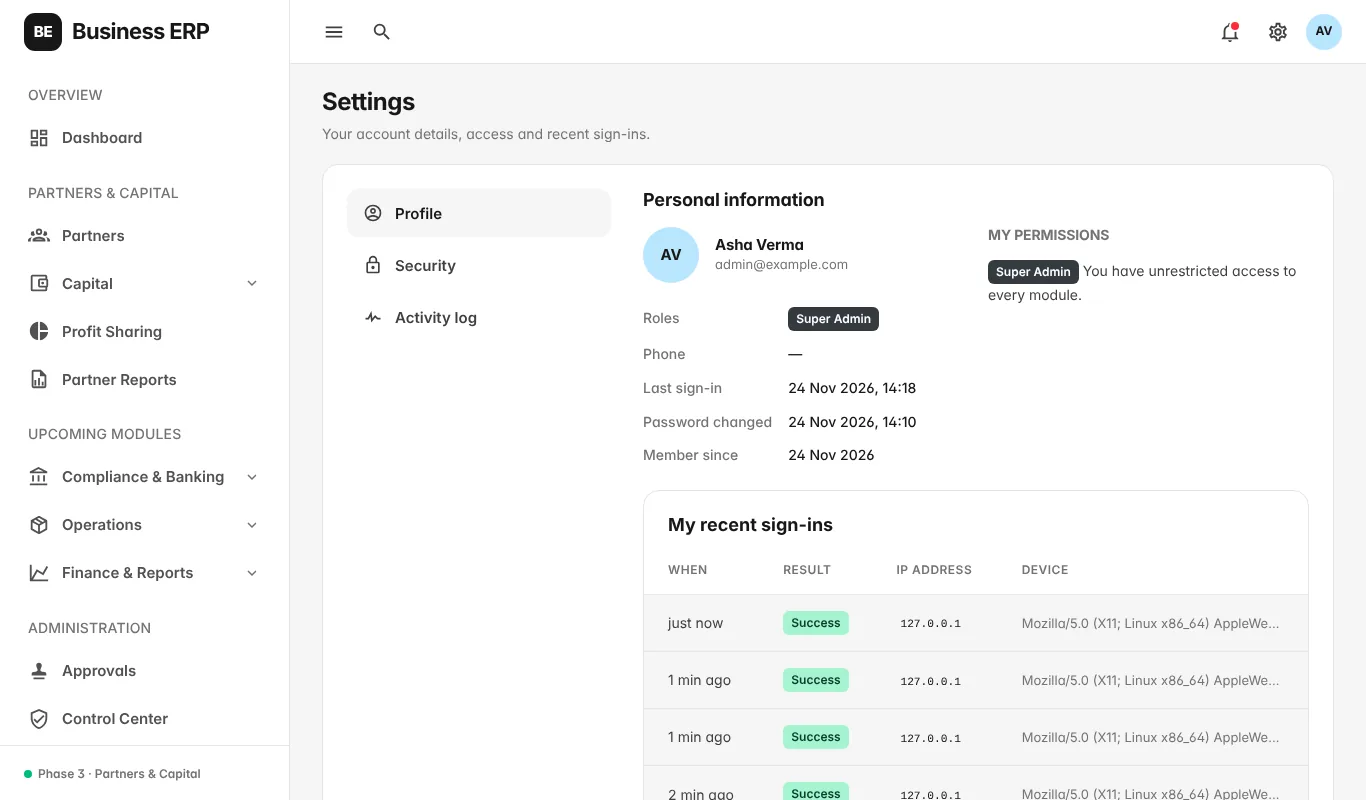 BE Business ERP
AV
OVERVIEW
Dashboard
PARTNERS & CAPITAL
Partners
Capital
Profit Sharing
Partner Reports
UPCOMING MODULES
Compliance & Banking
Operations
Finance & Reports
ADMINISTRATION
Approvals
Control Center
Phase 3 · Partners & Capital
Settings
Your account details, access and recent sign-ins.
Profile
Security
Activity log
Personal information
AV
Asha Verma
admin@example.com
Roles Super Admin
Phone —
Last sign-in 24 Nov 2026, 14:18
Password changed 24 Nov 2026, 14:10
Member since 24 Nov 2026
MY PERMISSIONS
Super Admin You have unrestricted access to
every module.
My recent sign-ins
WHEN RESULT IP ADDRESS DEVICE
just now Success 127.0.0.1 Mozilla/5.0 (X11; Linux x86_64) AppleWe...
1 min ago Success 127.0.0.1 Mozilla/5.0 (X11; Linux x86_64) AppleWe...
1 min ago Success 127.0.0.1 Mozilla/5.0 (X11; Linux x86_64) AppleWe...
2 min ago Success 127.0.0.1 Mozilla/5.0 (X11; Linux x86_64) AppleWe...